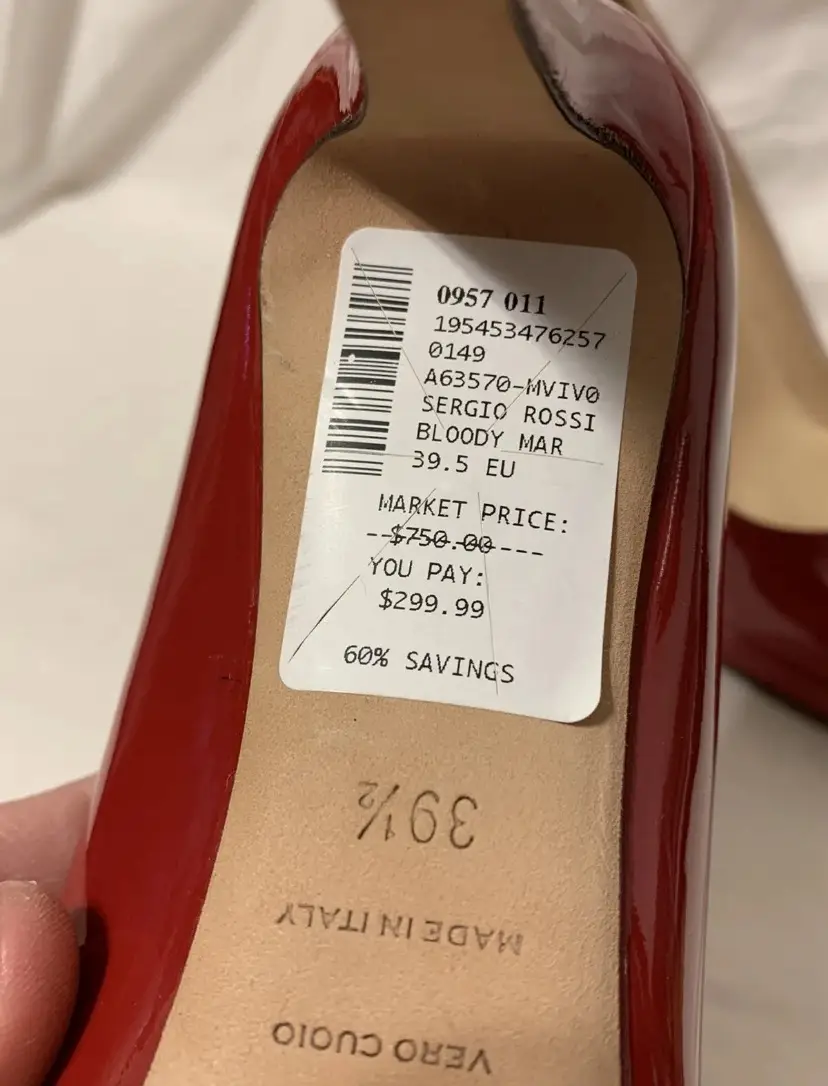 0957 011
195453476257
0149
A63570-MVIV0
SERGIO ROSSI
BLOODY MAR
39.5 EU
MARKET PRICE:
--$750.00---
YOU PAY:
$299.99
60% SAVINGS
39½
MADE IN ITALY
VERO CUOIO